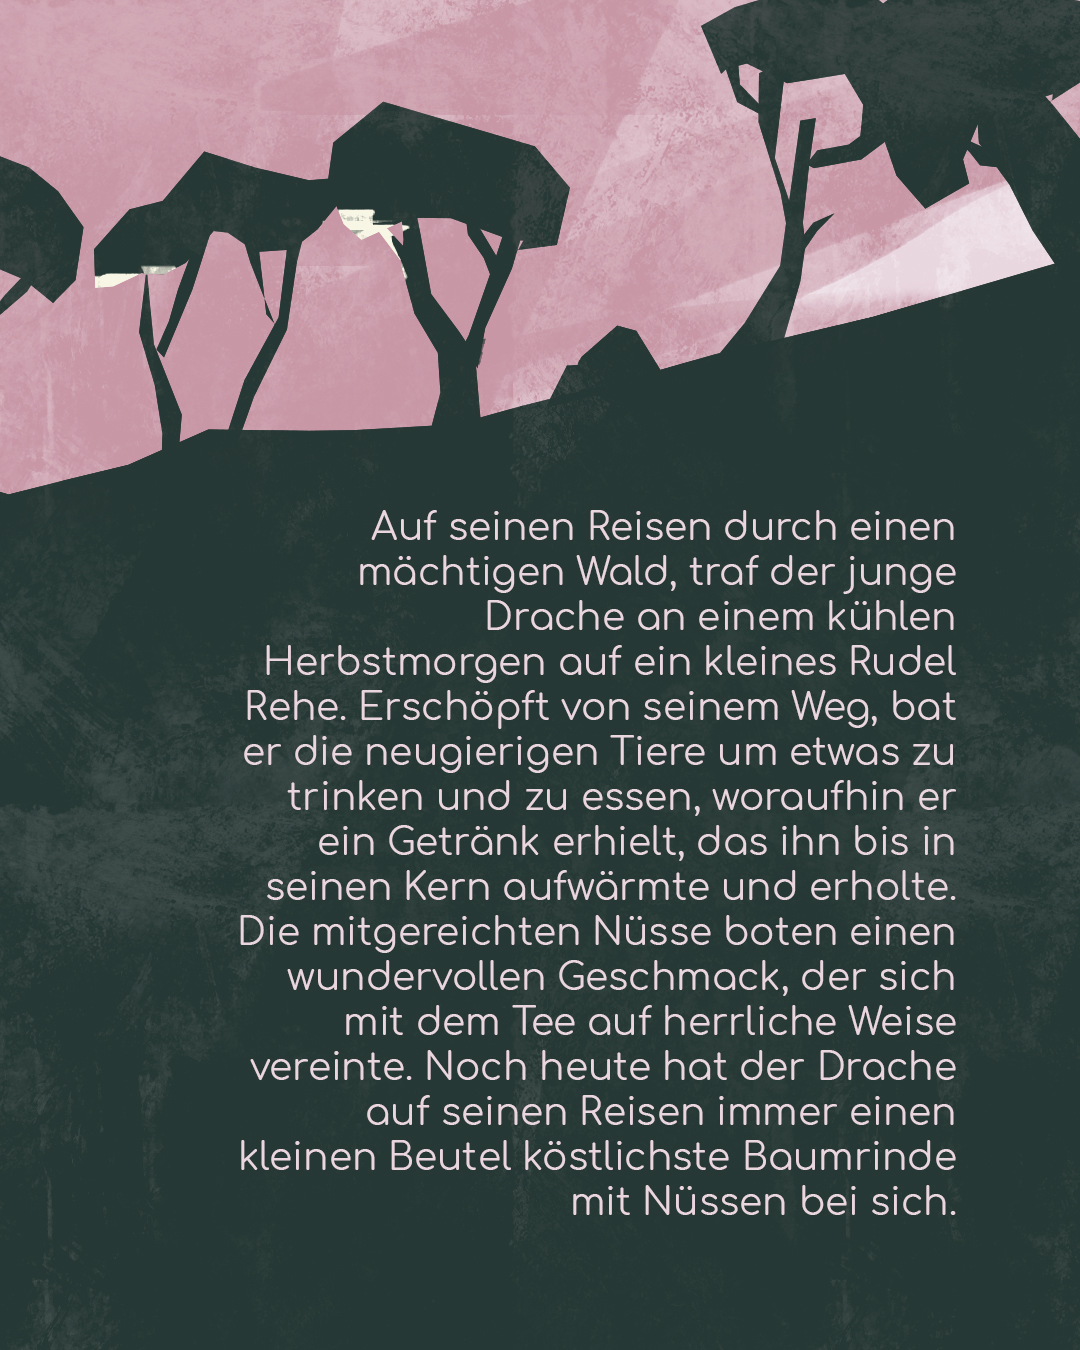 Auf seinen Reisen durch einen
mächtigen Wald, traf der junge
Drache an einem kühlen
Herbstmorgen auf ein kleines Rudel
Rehe. Erschöpft von seinem Weg, bat
er die neugierigen Tiere um etwas zu
trinken und zu essen, woraufhin er
ein Getränk erhielt, das ihn bis in
seinen Kern aufwärmte und erholte.
Die mitgereichten Nüsse boten einen
wundervollen Geschmack, der sich
mit dem Tee auf herrliche Weise
vereinte. Noch heute hat der Drache
auf seinen Reisen immer einen
kleinen Beutel köstlichste Baumrinde
mit Nüssen bei sich.